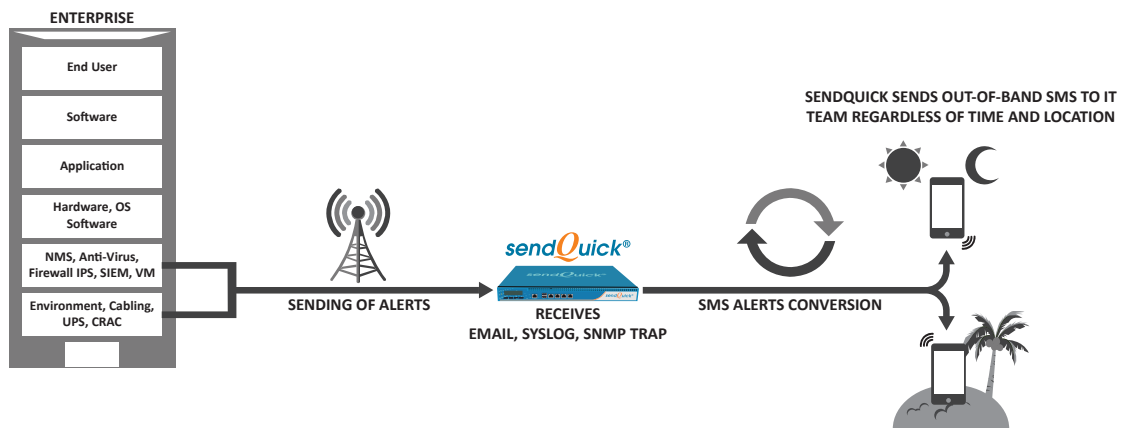 ENTERPRISE
End User
Software
Application
Hardware, OS
Software
NMS, Anti-Virus,
Firewall IPS, SIEM, VM
Environment, Cabling,
UPS, CRAC
SENDING OF ALERTS
sendQuick®
sendQuick®
sendQuick®
RECEIVES
EMAIL, SYSLOG, SNMP TRAP
SMS ALERTS CONVERSION
SENDQUICK SENDS OUT-OF-BAND SMS TO IT
TEAM REGARDLESS OF TIME AND LOCATION